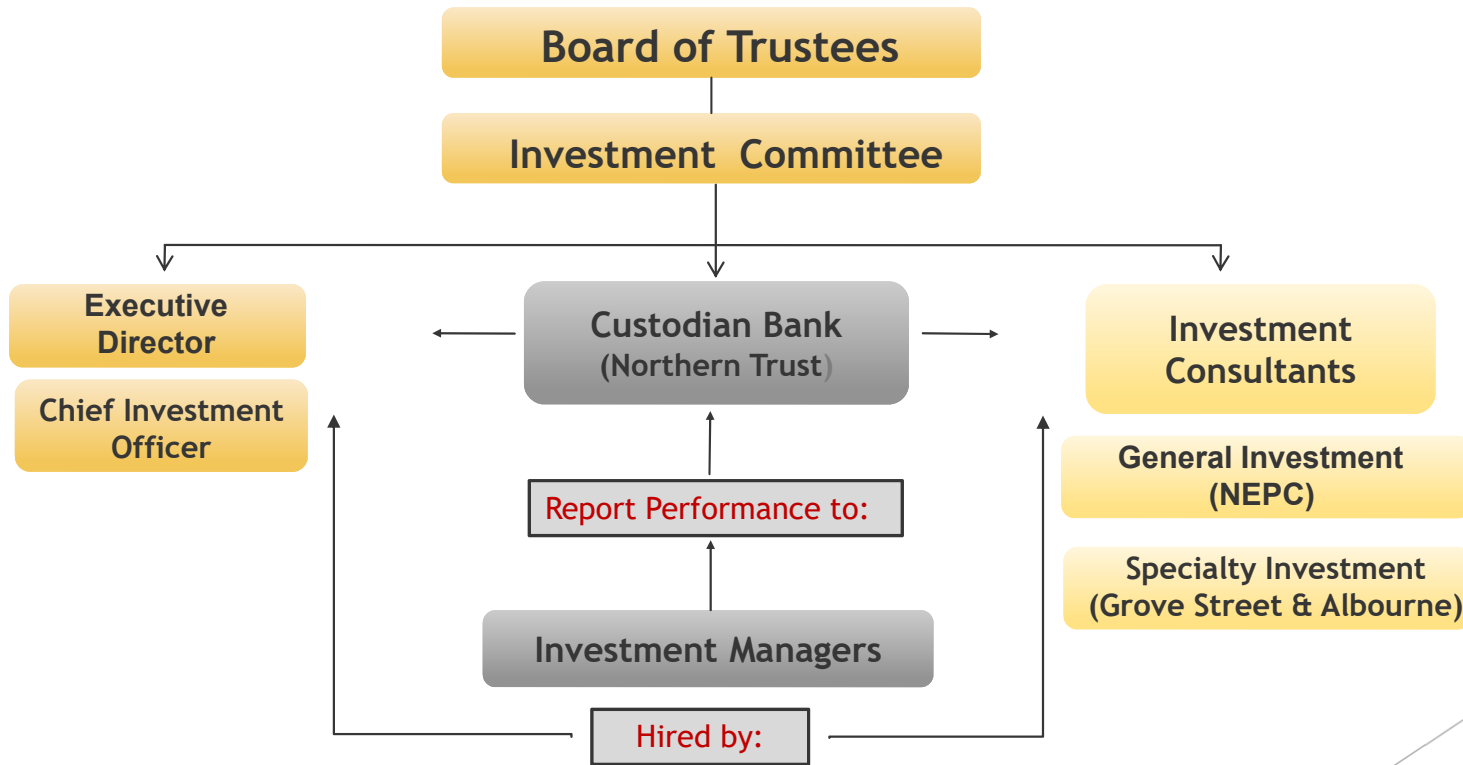 Board of Trustees
Investment Committee
Executive
Director
Chief Investment
Officer
Custodian Bank
(Northern Trust)
Investment
Consultants
General Investment
(NEPC)
Specialty Investment
(Grove Street & Albourne)
Report Performance to:
Investment Managers
Hired by: